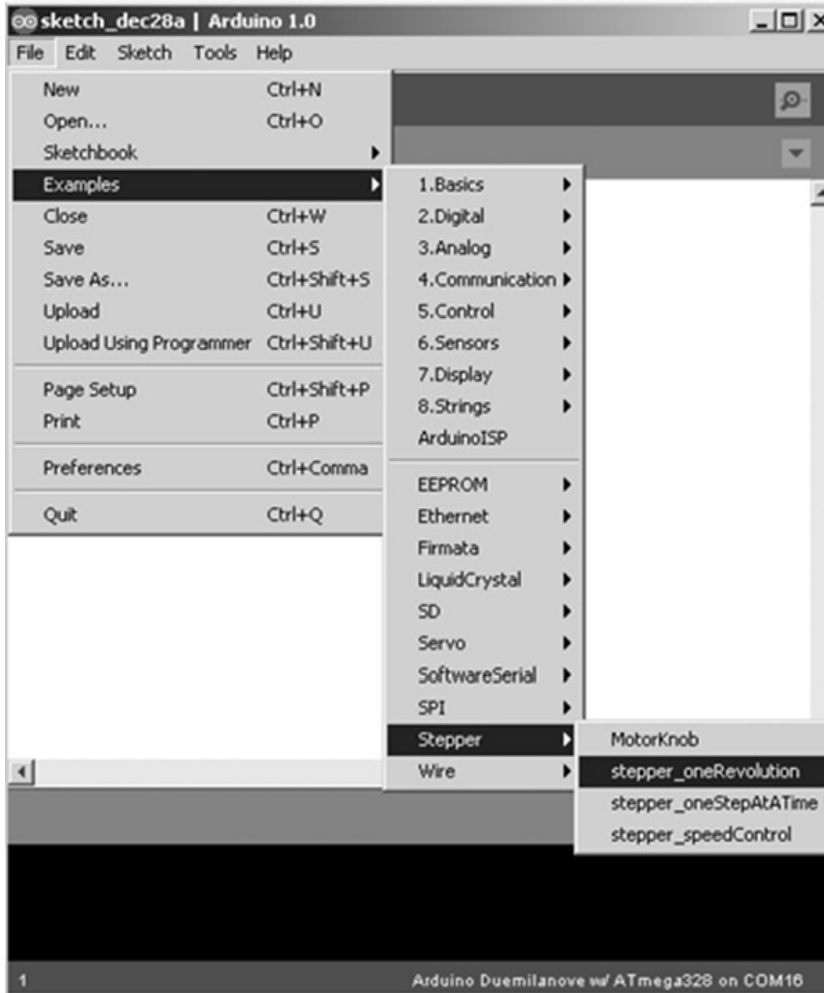 sketch_dec28a | Arduino 1.0
File Edit Sketch Tools Help
New Ctrl+N
Open... Ctrl+O
Sketchbook
Examples
Close Ctrl+W
Save Ctrl+S
Save As... Ctrl+Shift+S
Upload Ctrl+U
Upload Using Programmer Ctrl+Shift+U
Page Setup Ctrl+Shift+P
Print Ctrl+P
Preferences Ctrl+Comma
Quit Ctrl+Q
1.Basics
2.Digital
3.Analog
4.Communication
5.Control
6.Sensors
7.Display
8.Strings
ArduinoISP
EEPROM
Ethernet
Firmata
LiquidCrystal
SD
Servo
SoftwareSerial
SPI
Stepper
Wire
MotorKnob
stepper_oneRevolution
stepper_oneStepAtATime
stepper_speedControl
1 Arduino Duemilanove w/ ATmega328 on COM16